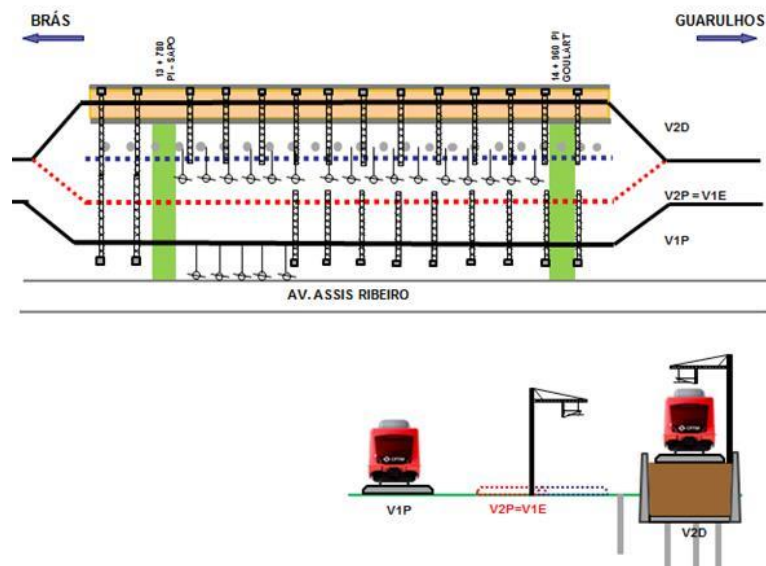 BRÁS
GUARULHOS
13 + 780
PI - SAPO
14 + 960 PI
GOULART
V2D
V2P = V1E
V1P
AV. ASSIS RIBEIRO
V1P
V2P=V1E
V2D